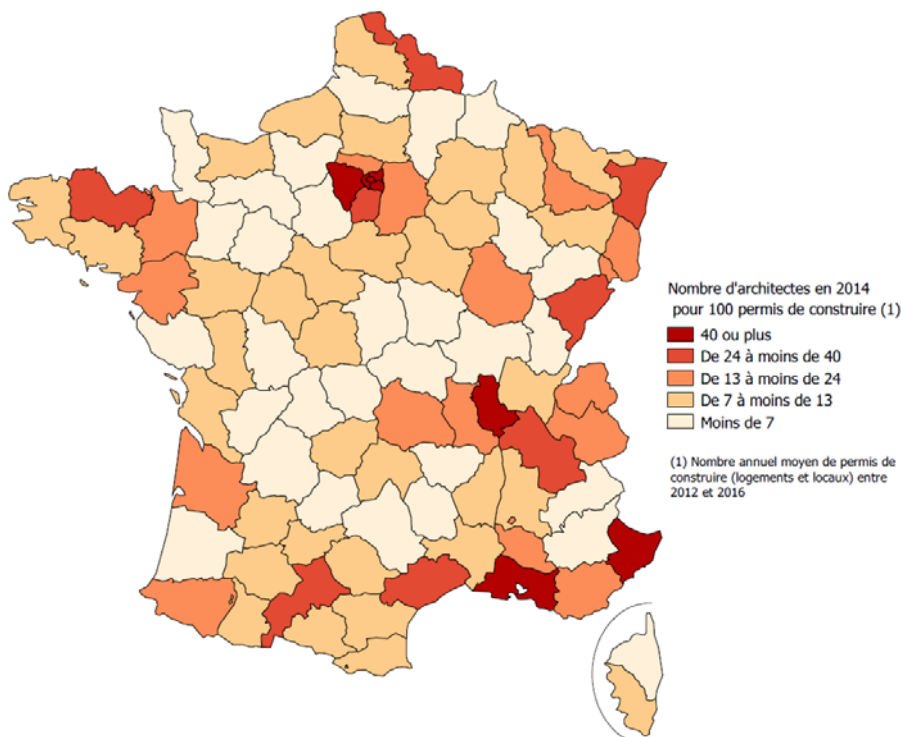 Nombre d'architectes en 2014
pour 100 permis de construire (1)
40 ou plus
De 24 à moins de 40
De 13 à moins de 24
De 7 à moins de 13
Moins de 7
(1) Nombre annuel moyen de permis de
construire (logements et locaux) entre
2012 et 2016